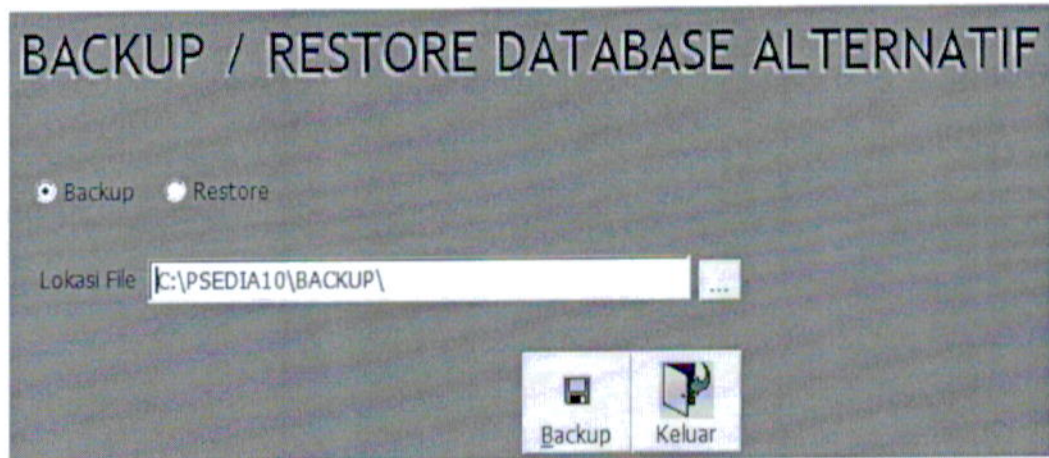 BACKUP / RESTORE DATABASE ALTERNATIF
Backup Restore
Lokasi File C:\PSEDIA10\BACKUP\ ...
Backup Keluar